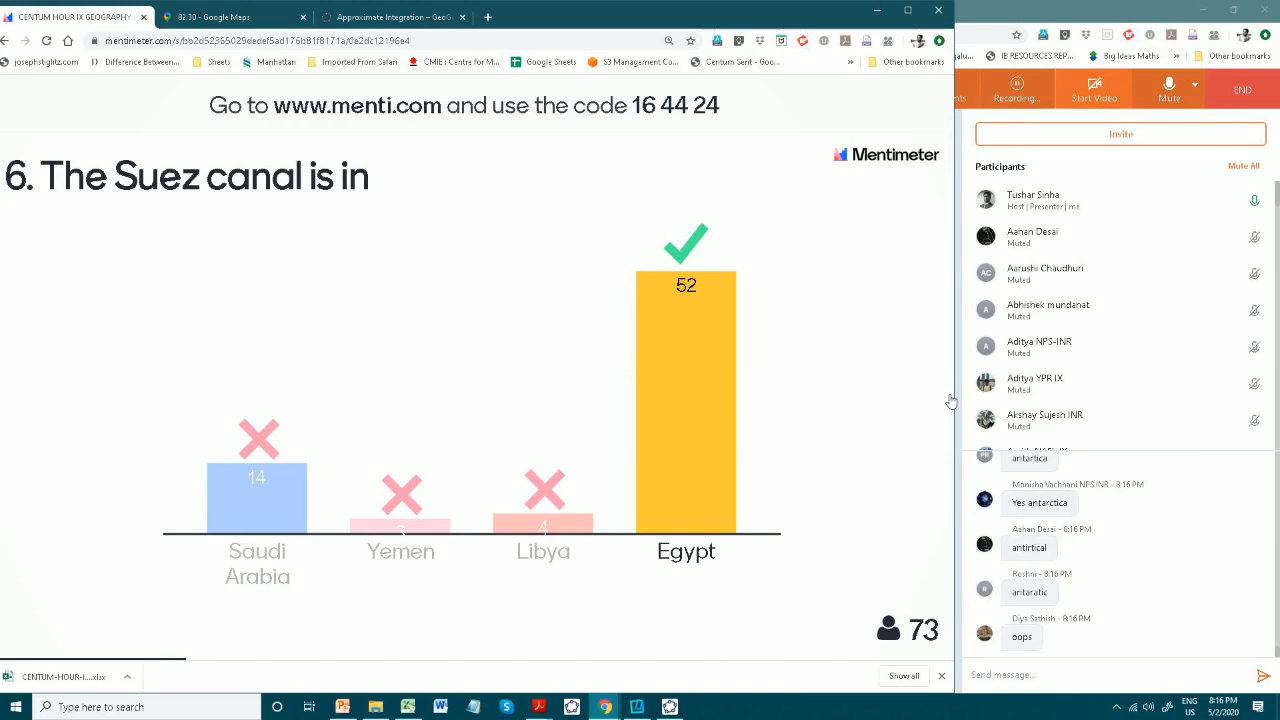 CENTUM HOUR IX GEOGRAPHY
82.30 - Google Maps
Approximate Integration – GeoG
mentimeter.com/s/bb2d52365029dedef5ad176b81f8171a/0e2dc12196e4
josephstiglitz.com
Difference Between...
Sheets
Manhattan
Imported From Safari
CMIE : Centre for M...
Google Sheets
S3 Management Co...
Centum Sent - Goo...
»
Other bookmarks
IB RESOURCES REP...
Big Ideas Maths
»
Other bookmarks
Recording...
Start Video
Mute
END
Go to www.menti.com and use the code 16 44 24
Mentimeter
6. The Suez canal is in
52
14
4
Saudi
Arabia
Yemen
Libya
Egypt
73
Invite
Participants
Mute All
Tushar Sinha
Host | Presenter | me
Aahan Desai
Muted
AC
Aarushi Chaudhuri
Muted
A
Abhishek mundanat
Muted
A
Aditya NPS-INR
Muted
Aditya YPR IX
Muted
Akshay Sujesh INR
Muted
PB
antartica
Monisha Vachhani NPS INR - 8:16 PM
Yes antarctica
Aahan Desai - 8:16 PM
antirtical
Roshni - 8:16 PM
R
antaratic
Diya Sathish - 8:16 PM
oops
Send message...
CENTUM-HOUR-I....xlsx
Show all
Type here to search
ENG
US
8:16 PM
5/2/2020